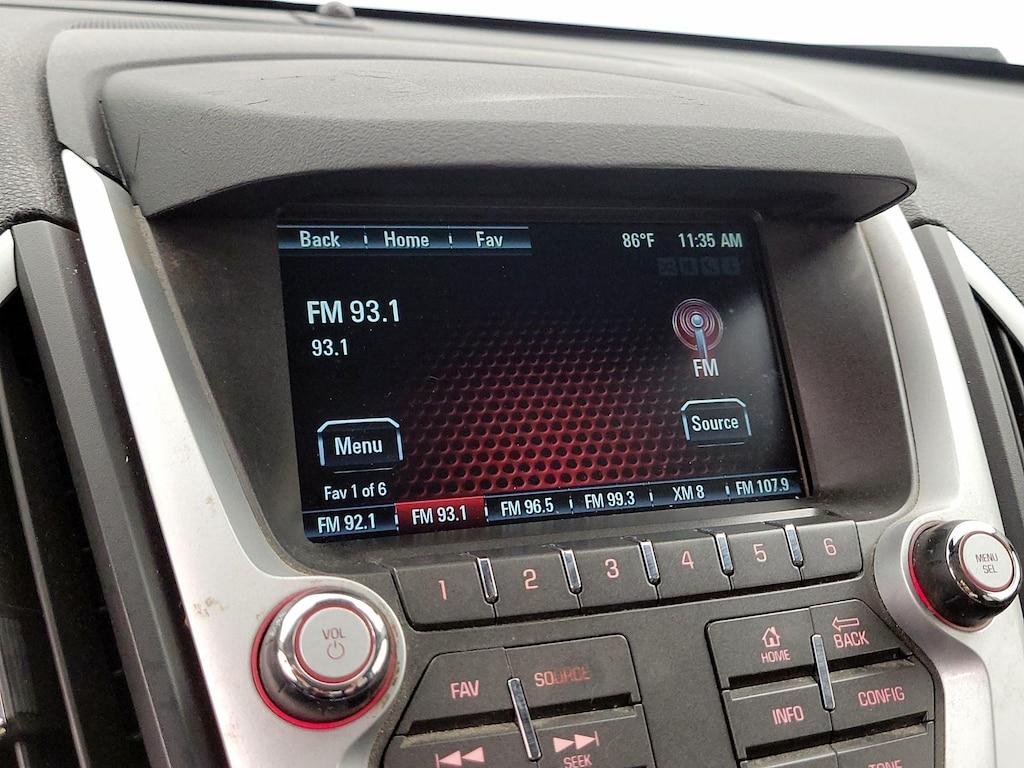 Back Home Fav 86°F 11:35 AM
FM 93.1
93.1
FM
Menu Source
Fav 1 of 6
FM 92.1 FM 93.1 FM 96.5 FM 99.3 XM 8 FM 107.9
1 2 3 4 5 6
VOL
MENU
SEL
HOME BACK
FAV SOURCE
INFO CONFIG
SEEK
TONE